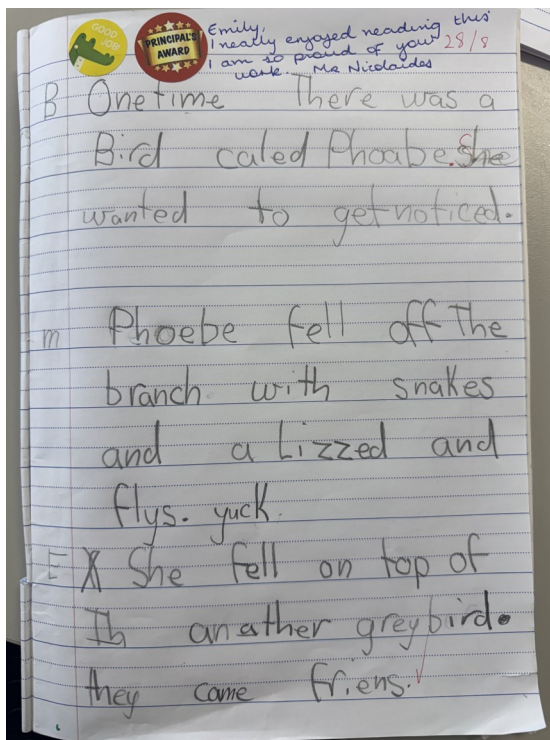 GOOD JOB!
PRINCIPAL'S AWARD
Emily,
I really enjoyed reading this
28/8
I am so proud of your
work. Ms Nicolaides
B Onetime There was a
Bird caled Phoabe. She
wanted to get noticed.
m Phoebe fell off The
branch with snakes
and a Lizzed and
flys. yuck.
E X She fell on top of
anather grey bird.
they came friens.